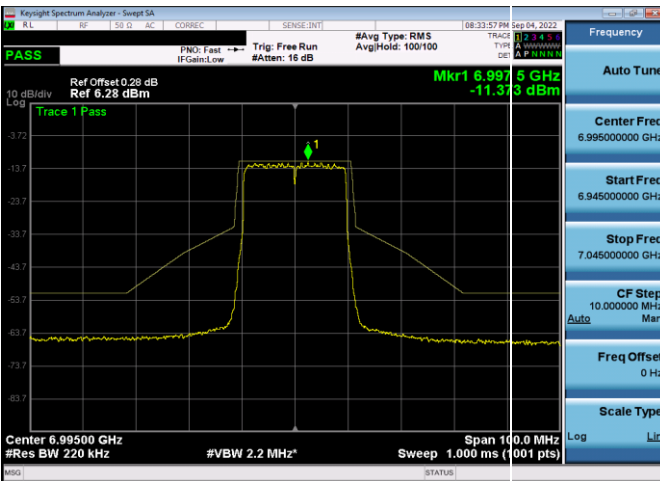 Keysight Spectrum Analyzer - Swept SA
RL RF 50 Ω AC CORREC SENSE:INT 08:33:57 PM Sep 04, 2022
PASS PNO: Fast Trig: Free Run #Avg Type: RMS TRACE 1 2 3 4 5 6
IFGain:Low #Atten: 16 dB Avg|Hold: 100/100 TYPE A WWWWW
DET A P N N N N
Ref Offset 0.28 dB Mkr1 6.997 5 GHz
10 dB/div Ref 6.28 dBm -11.373 dBm
Log
Trace 1 Pass
1
-3.72
-13.7
-23.7
-33.7
-43.7
-53.7
-63.7
-73.7
-83.7
Center 6.99500 GHz Span 100.0 MHz
#Res BW 220 kHz #VBW 2.2 MHz* Sweep 1.000 ms (1001 pts)
MSG STATUS
Frequency
Auto Tune
Center Freq
6.995000000 GHz
Start Freq
6.945000000 GHz
Stop Freq
7.045000000 GHz
CF Step
10.000000 MHz
Auto Man
Freq Offset
0 Hz
Scale Type
Log Lin